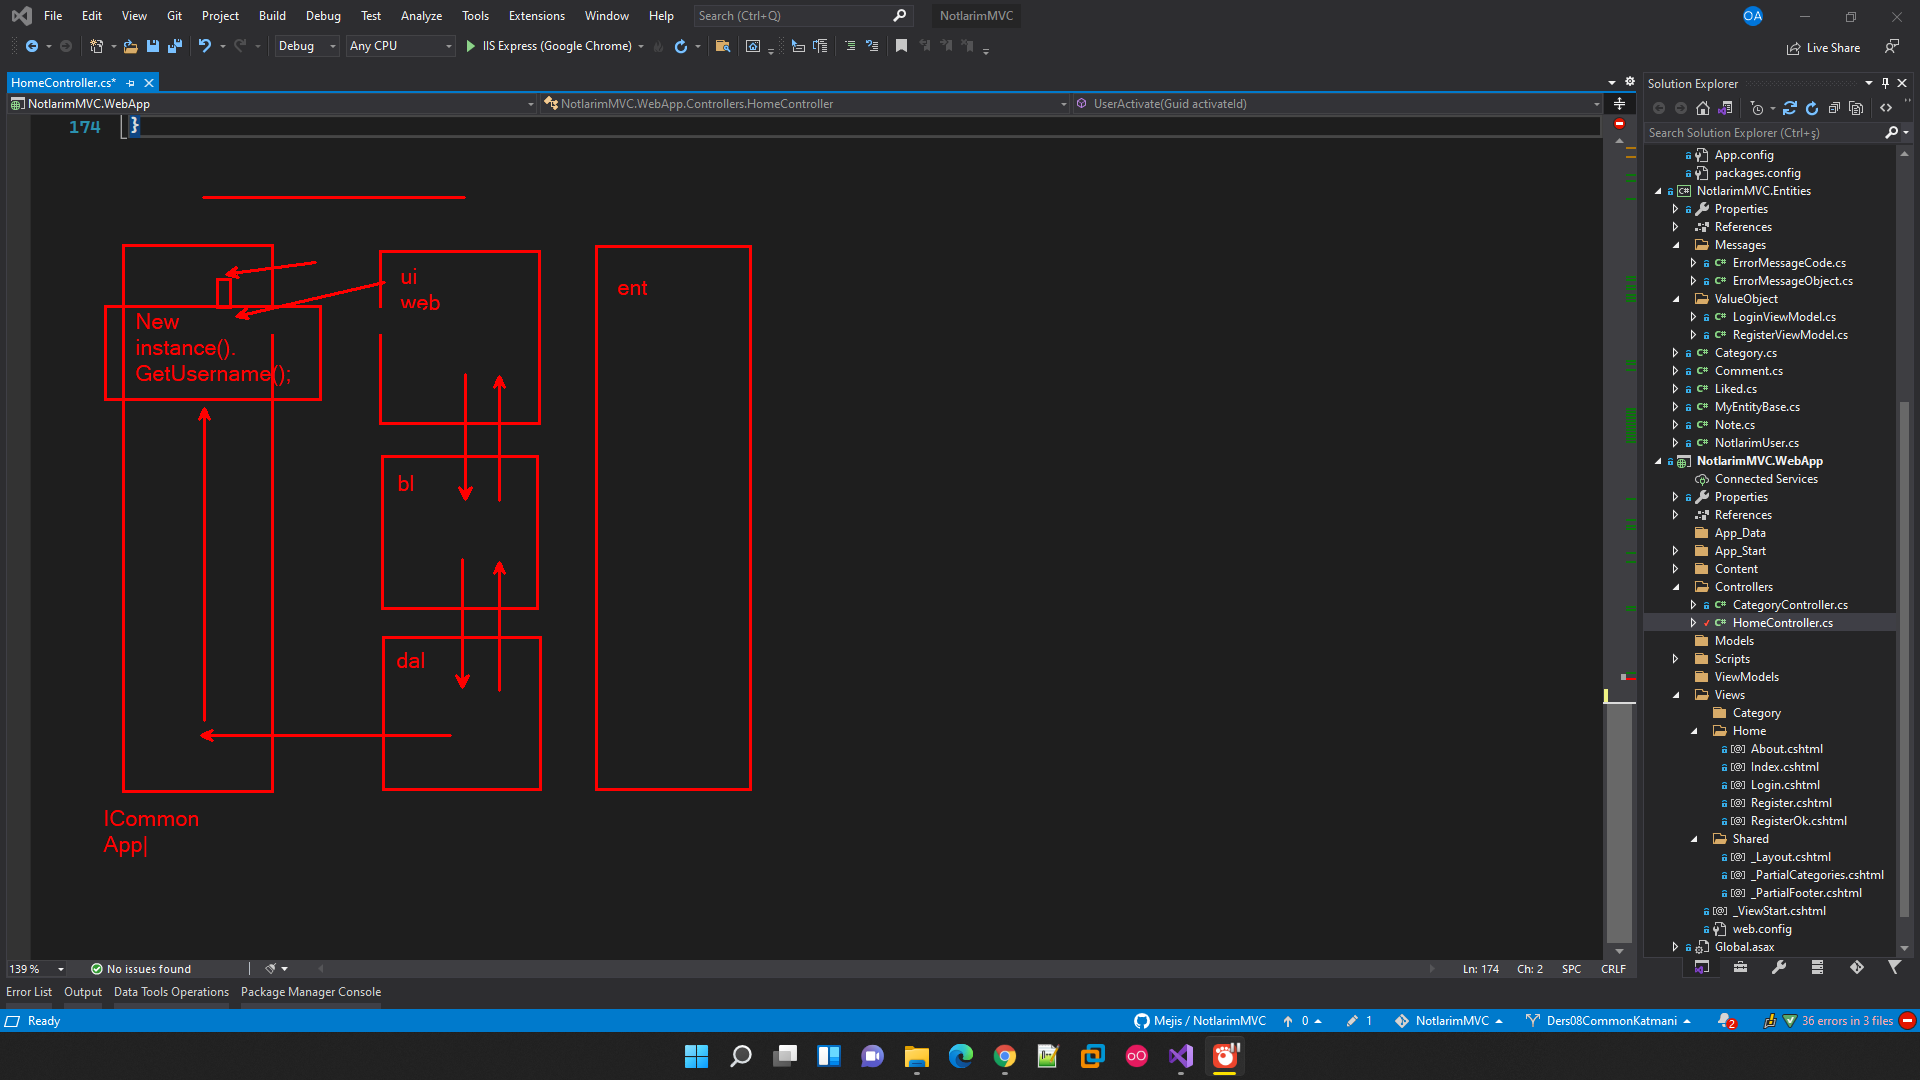 File Edit View Git Project Build Debug Test Analyze Tools Extensions Window Help Search (Ctrl+Q) NotlarimMVC OA
Debug Any CPU IIS Express (Google Chrome) Live Share
HomeController.cs*
NotlarimMVC.WebApp NotlarimMVC.WebApp.Controllers.HomeController UserActivate(Guid activateId)
174 }
ui
web
ent
New
instance().
GetUsername();
bl
dal
ICommon
App
139 % No issues found Ln: 174 Ch: 2 SPC CRLF
Error List Output Data Tools Operations Package Manager Console
Solution Explorer
Search Solution Explorer (Ctrl+ş)
App.config
packages.config
NotlarimMVC.Entities
Properties
References
Messages
C# ErrorMessageCode.cs
C# ErrorMessageObject.cs
ValueObject
C# LoginViewModel.cs
C# RegisterViewModel.cs
C# Category.cs
C# Comment.cs
C# Liked.cs
C# MyEntityBase.cs
C# Note.cs
C# NotlarimUser.cs
NotlarimMVC.WebApp
Connected Services
Properties
References
App_Data
App_Start
Content
Controllers
C# CategoryController.cs
C# HomeController.cs
Models
Scripts
ViewModels
Views
Category
Home
About.cshtml
Index.cshtml
Login.cshtml
Register.cshtml
RegisterOk.cshtml
Shared
_Layout.cshtml
_PartialCategories.cshtml
_PartialFooter.cshtml
_ViewStart.cshtml
web.config
Global.asax
Ready Mejis / NotlarimMVC 0 1 NotlarimMVC Ders08CommonKatmani 2 36 errors in 3 files